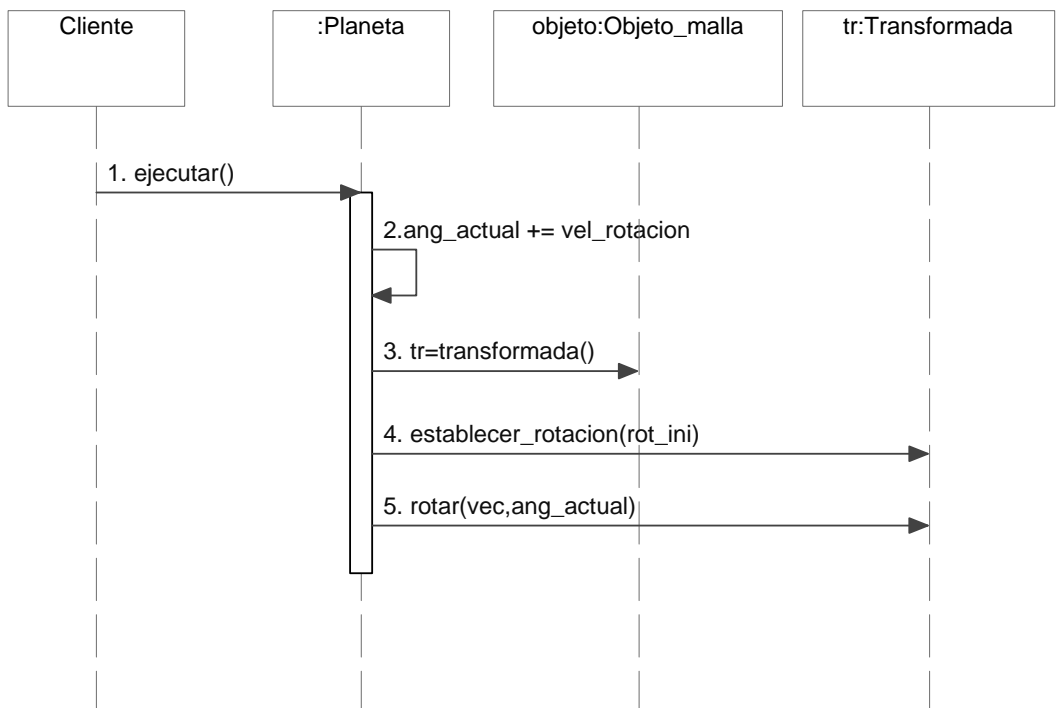 Cliente
:Planeta
objeto:Objeto_malla
tr:Transformada
1. ejecutar()
2.ang_actual += vel_rotacion
3. tr=transformada()
4. establecer_rotacion(rot_ini)
5. rotar(vec,ang_actual)